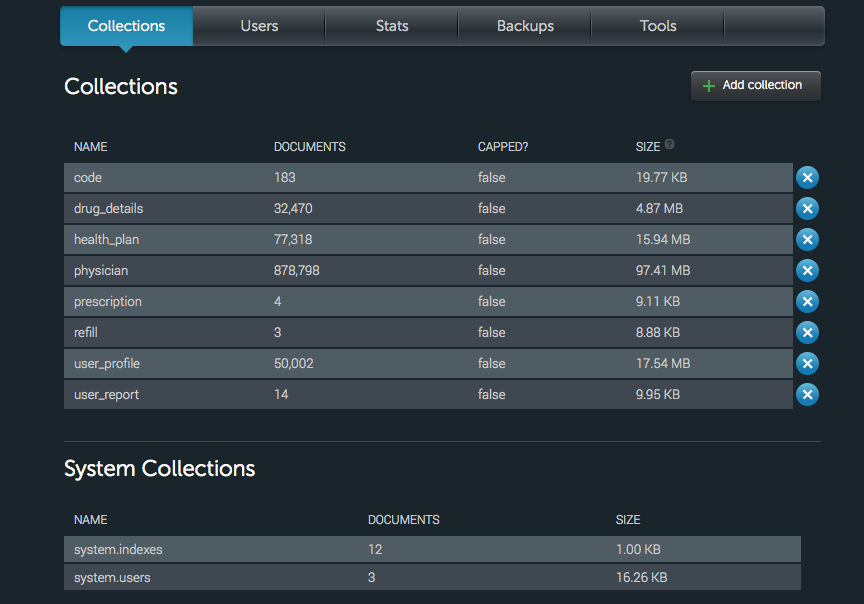 Collections Users Stats Backups Tools
Collections
+ Add collection
NAME DOCUMENTS CAPPED? SIZE ?
code 183 false 19.77 KB
drug_details 32,470 false 4.87 MB
health_plan 77,318 false 15.94 MB
physician 878,798 false 97.41 MB
prescription 4 false 9.11 KB
refill 3 false 8.88 KB
user_profile 50,002 false 17.54 MB
user_report 14 false 9.95 KB
System Collections
NAME DOCUMENTS SIZE
system.indexes 12 1.00 KB
system.users 3 16.26 KB